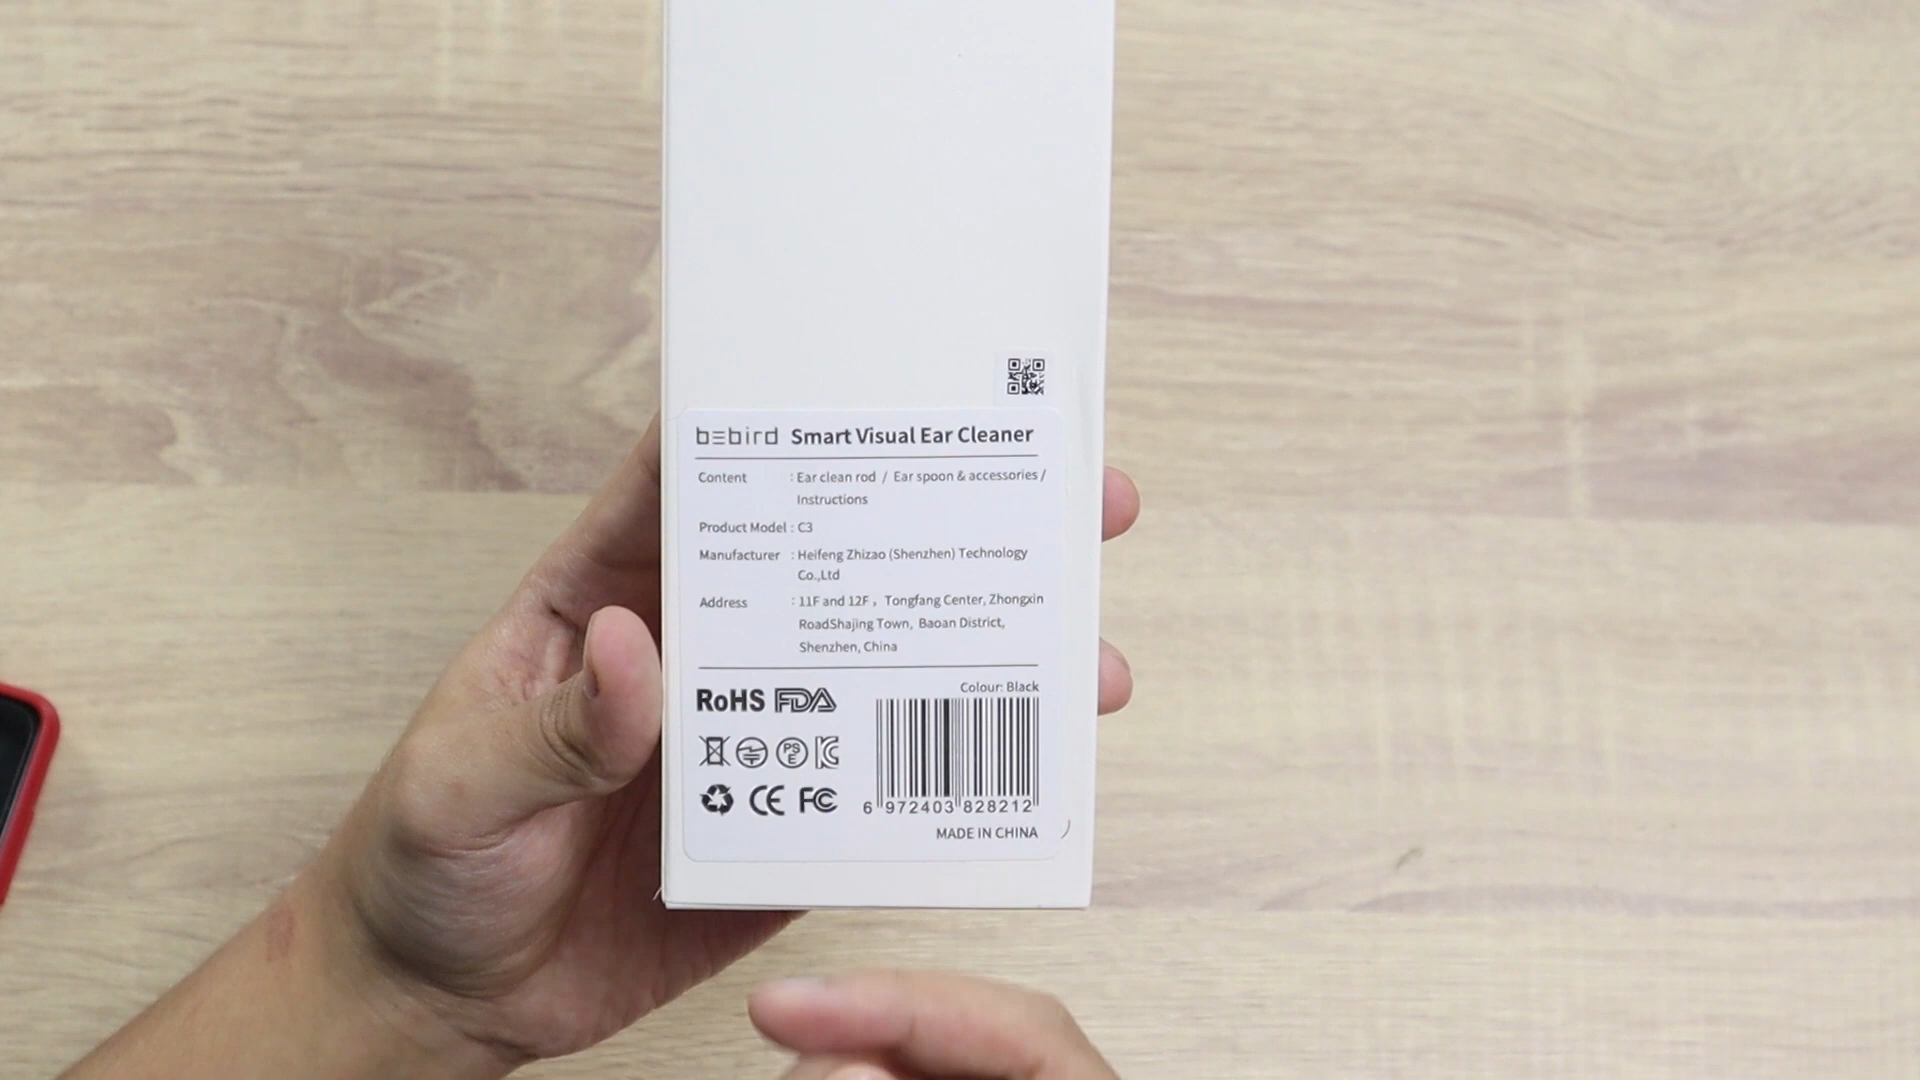 bebird Smart Visual Ear Cleaner
Content : Ear clean rod / Ear spoon & accessories /
Instructions
Product Model : C3
Manufacturer : Heifeng Zhizao (Shenzhen) Technology
Co.,Ltd
Address : 11F and 12F , Tongfang Center, Zhongxin
RoadShajing Town, Baoan District,
Shenzhen, China
Colour: Black
RoHS FDA
PS E
CE FC
6 972403 828212
MADE IN CHINA